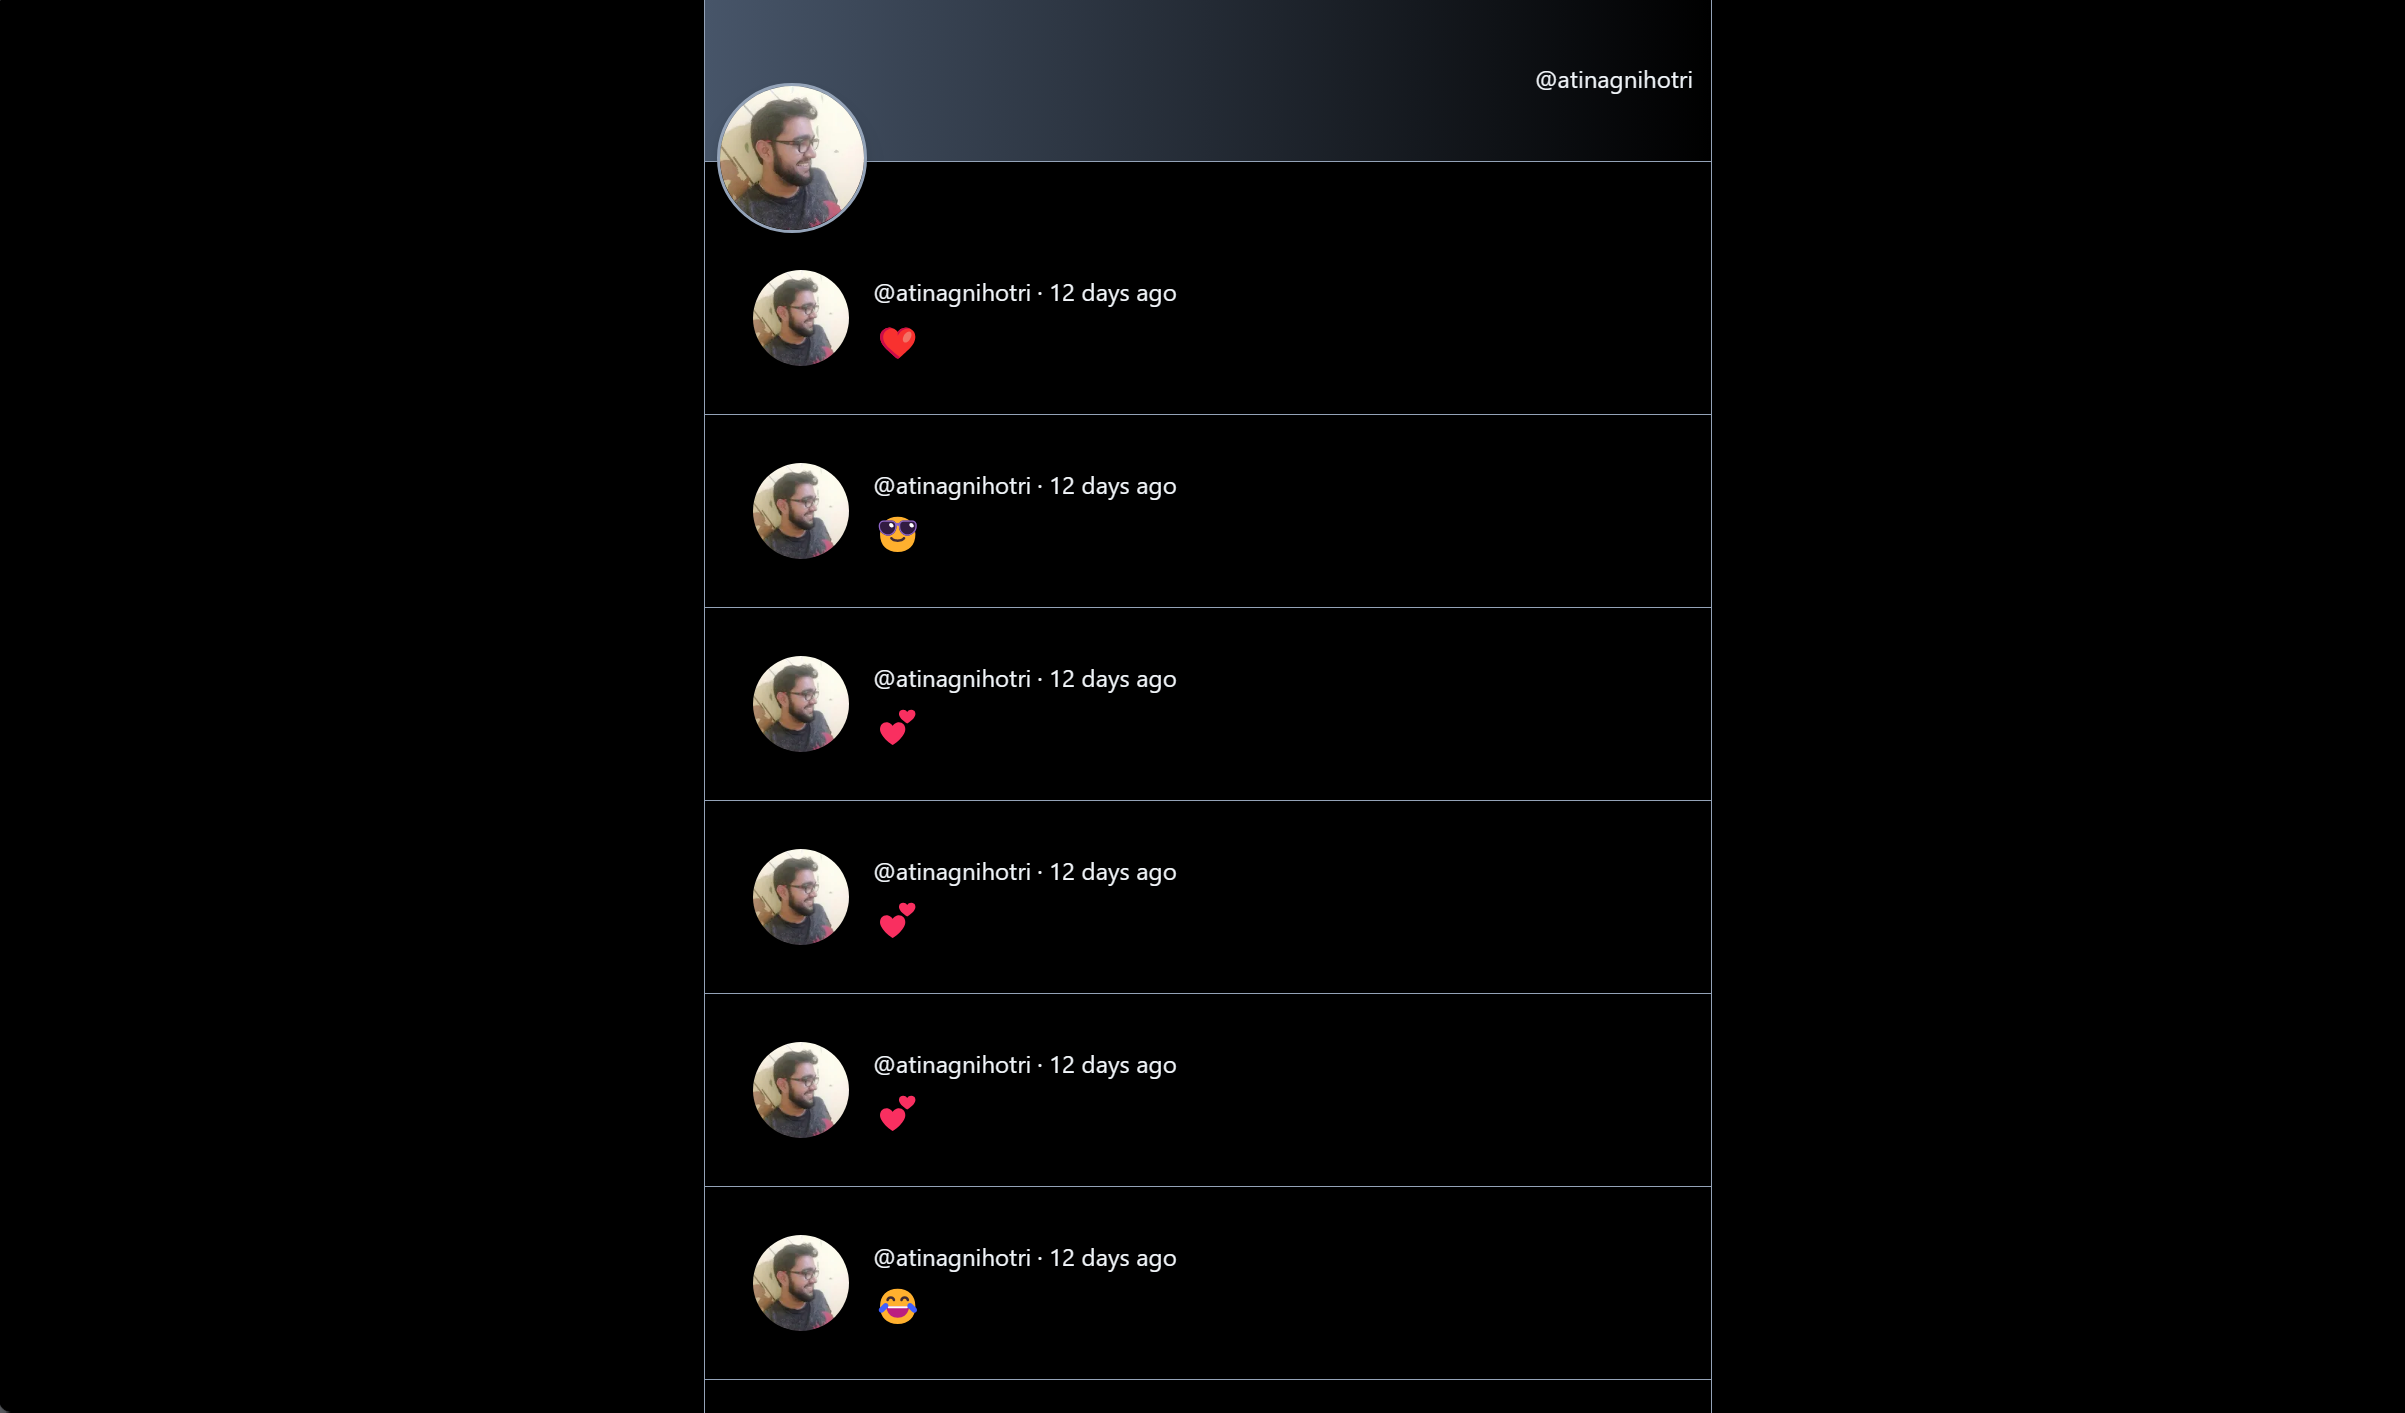 @atinagnihotri
@atinagnihotri · 12 days ago
❤️
@atinagnihotri · 12 days ago
😎
@atinagnihotri · 12 days ago
💕
@atinagnihotri · 12 days ago
💕
@atinagnihotri · 12 days ago
💕
@atinagnihotri · 12 days ago
😂